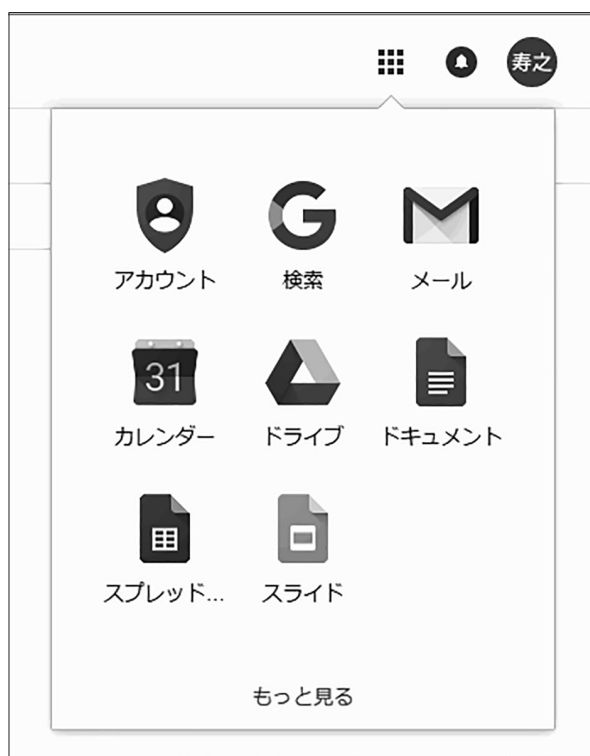 寿之
アカウント
検索
メール
31
カレンダー
ドライブ
ドキュメント
スプレッド...
スライド
もっと見る